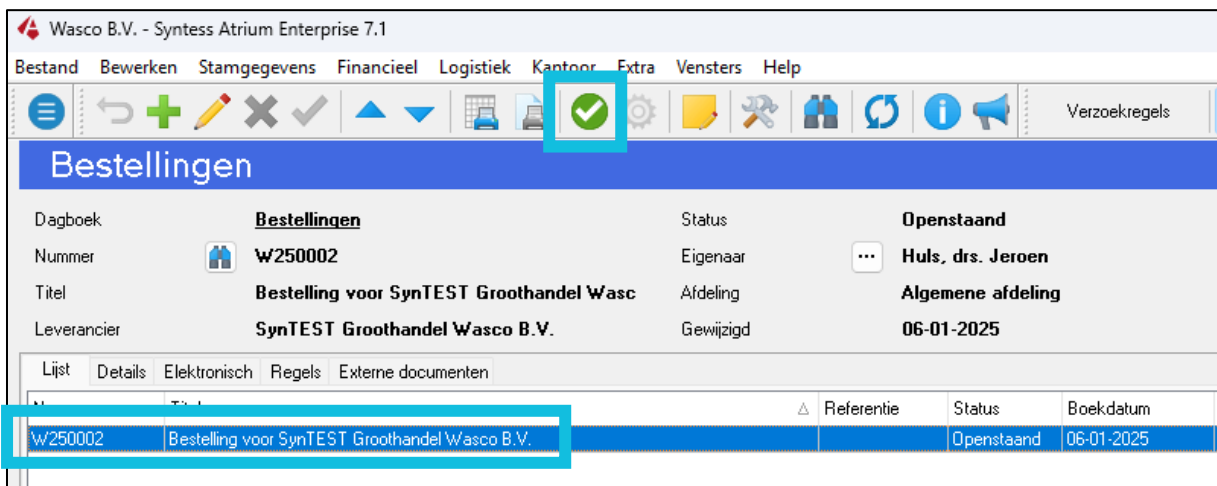 Wasco B.V. - Syntess Atrium Enterprise 7.1
Bestand Bewerken Stamgegevens Financieel Logistiek Kantoor Extra Vensters Help
Verzoekregels
Bestellingen
Dagboek Bestellingen Status Openstaand
Nummer W250002 Eigenaar Huls, drs. Jeroen
Titel Bestelling voor SynTEST Groothandel Wasc Afdeling Algemene afdeling
Leverancier SynTEST Groothandel Wasco B.V. Gewijzigd 06-01-2025
Lijst Details Elektronisch Regels Externe documenten
Referentie Status Boekdatum
W250002 Bestelling voor SynTEST Groothandel Wasco B.V. Openstaand 06-01-2025